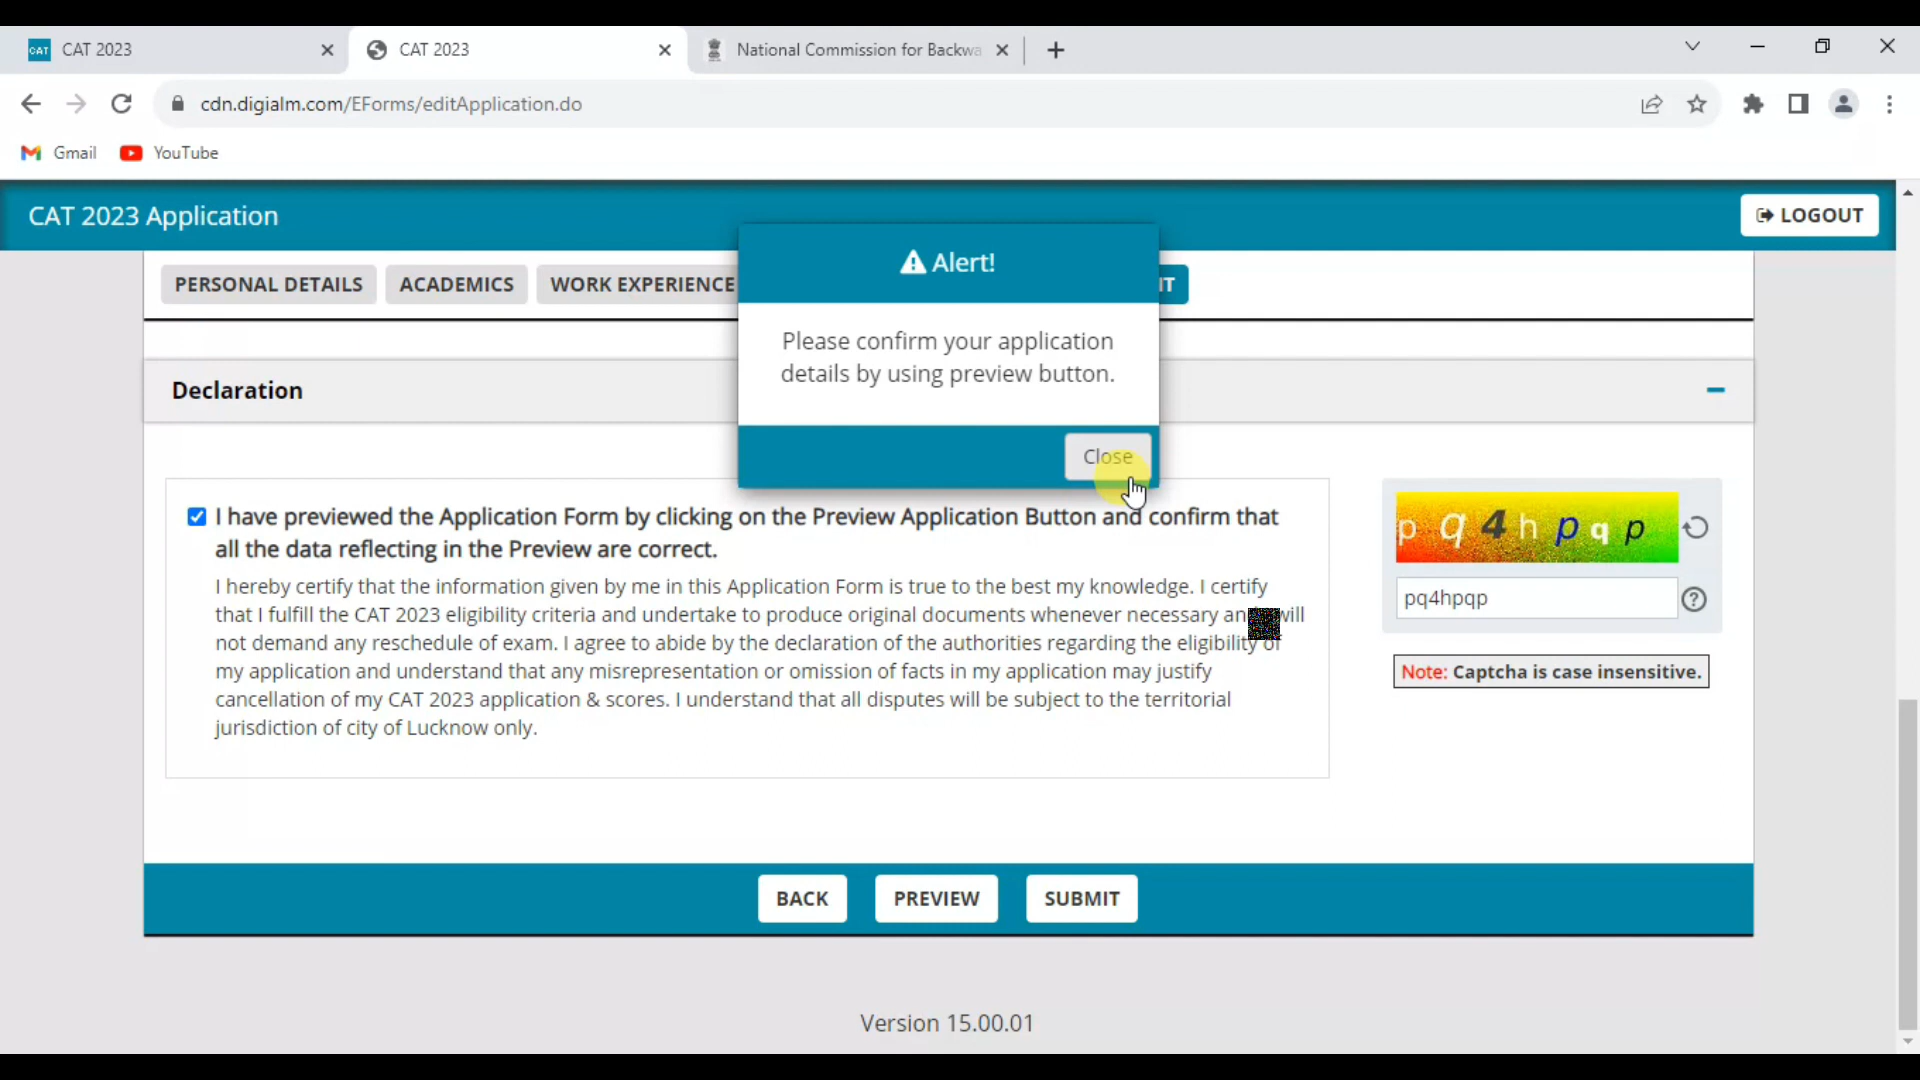 CAT CAT 2023
CAT 2023
National Commission for Backwa
cdn.digialm.com/EForms/editApplication.do
Gmail
YouTube
CAT 2023 Application
LOGOUT
PERSONAL DETAILS
ACADEMICS
WORK EXPERIENCE
IT
Alert!
Please confirm your application
details by using preview button.
Close
Declaration
I have previewed the Application Form by clicking on the Preview Application Button and confirm that
all the data reflecting in the Preview are correct.
I hereby certify that the information given by me in this Application Form is true to the best my knowledge. I certify
that I fulfill the CAT 2023 eligibility criteria and undertake to produce original documents whenever necessary will
not demand any reschedule of exam. I agree to abide by the declaration of the authorities regarding the eligibility of
my application and understand that any misrepresentation or omission of facts in my application may justify
cancellation of my CAT 2023 application & scores. I understand that all disputes will be subject to the territorial
jurisdiction of city of Lucknow only.
p q 4 h p q p
pq4hpqp
Note: Captcha is case insensitive.
BACK
PREVIEW
SUBMIT
Version 15.00.01